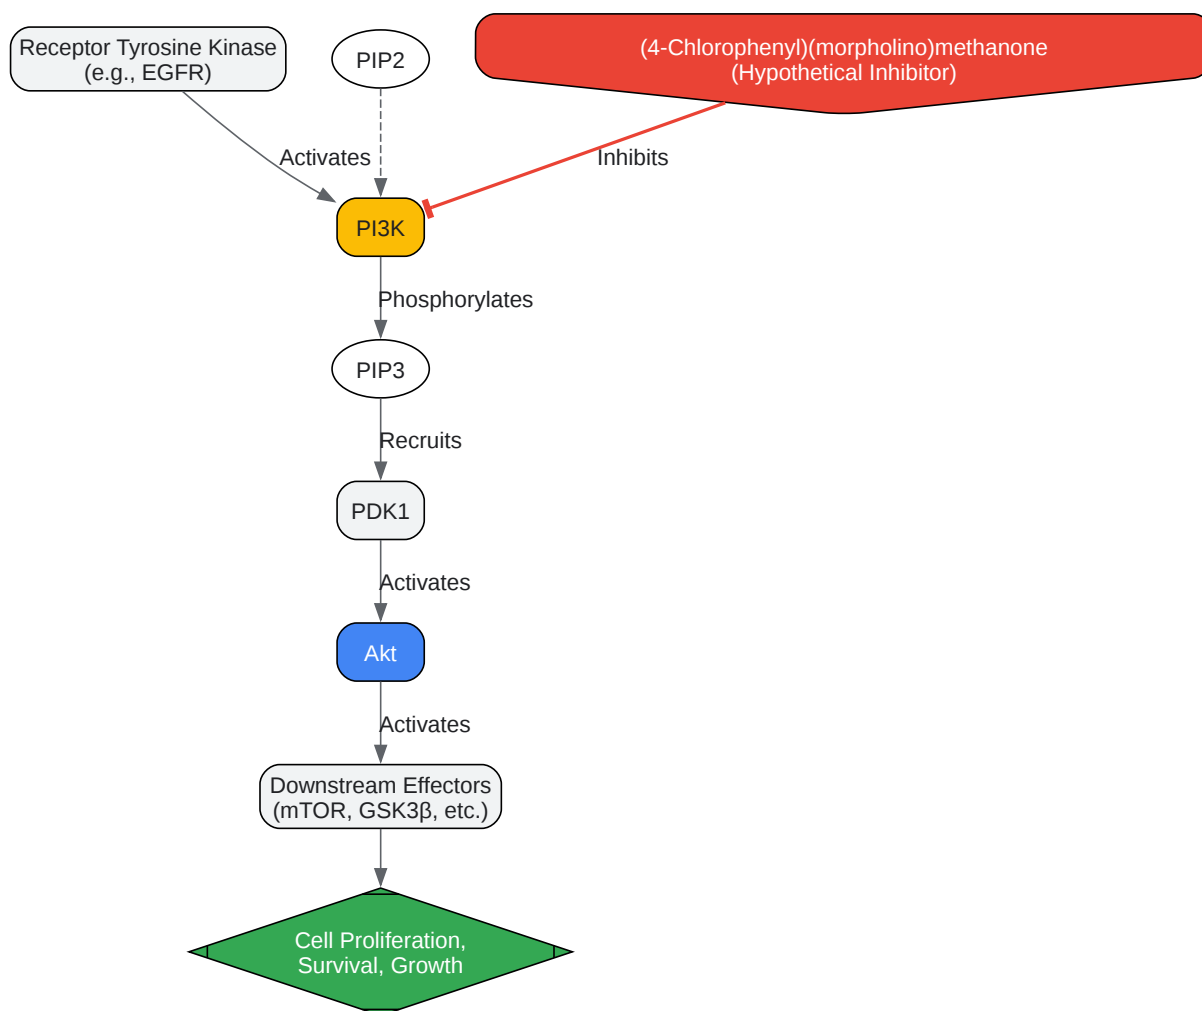 Receptor Tyrosine Kinase
(e.g., EGFR)
PIP2
(4-Chlorophenyl)(morpholino)methanone
(Hypothetical Inhibitor)
Activates
Inhibits
PI3K
Phosphorylates
PIP3
Recruits
PDK1
Activates
Akt
Activates
Downstream Effectors
(mTOR, GSK3β, etc.)
Cell Proliferation,
Survival, Growth